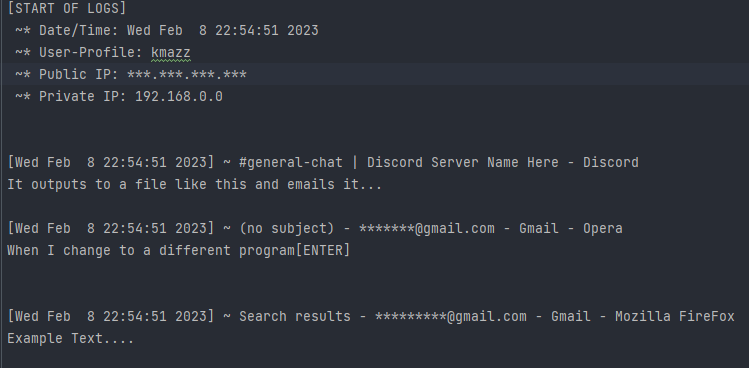 [START OF LOGS]
~* Date/Time: Wed Feb  8 22:54:51 2023
~* User-Profile: kmazz
~* Public IP: ***.***.***.***
~* Private IP: 192.168.0.0
[Wed Feb  8 22:54:51 2023] ~ #general-chat | Discord Server Name Here - Discord
It outputs to a file like this and emails it...
[Wed Feb  8 22:54:51 2023] ~ (no subject) - *******@gmail.com - Gmail - Opera
When I change to a different program[ENTER]
[Wed Feb  8 22:54:51 2023] ~ Search results - *********@gmail.com - Gmail - Mozilla FireFox
Example Text....